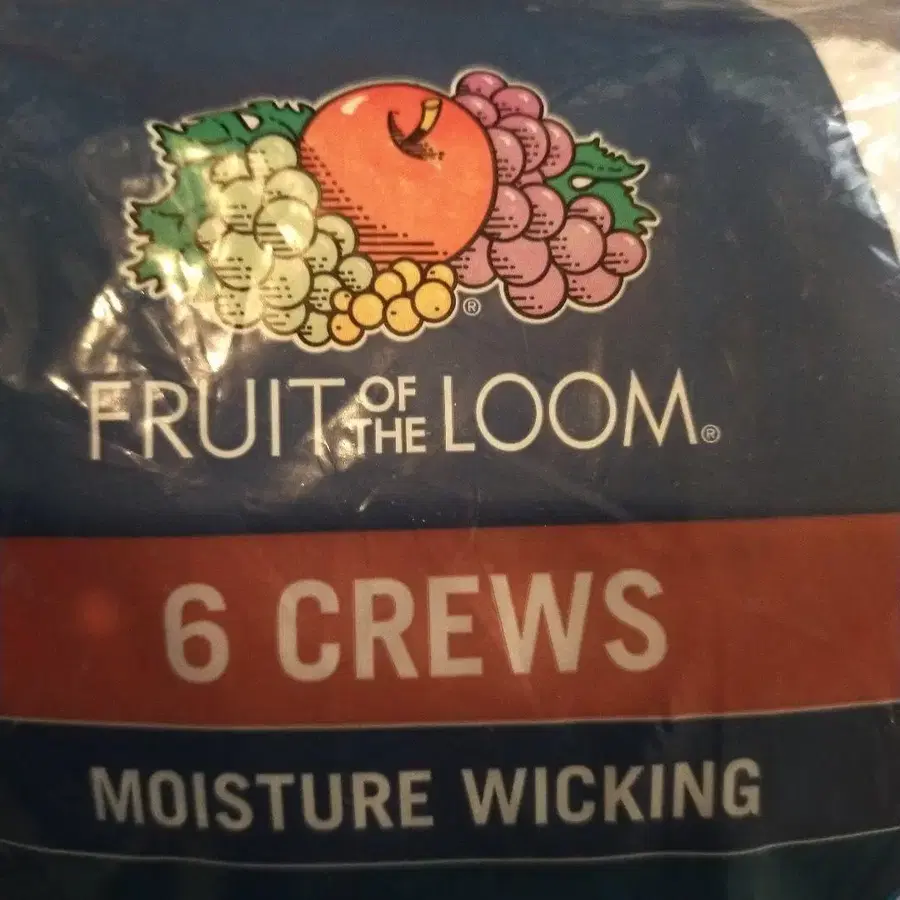 ®
FRUIT OF THE LOOM®
6 CREWS
MOISTURE WICKING